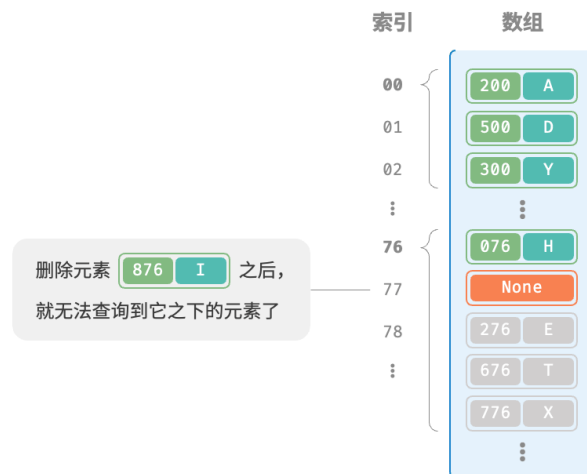 索引 数组
00 200 A
01 500 D
02 300 Y
76 076 H
删除元素 876 I 之后，
77 None
就无法查询到它之下的元素了
78 276 E
676 T
776 X